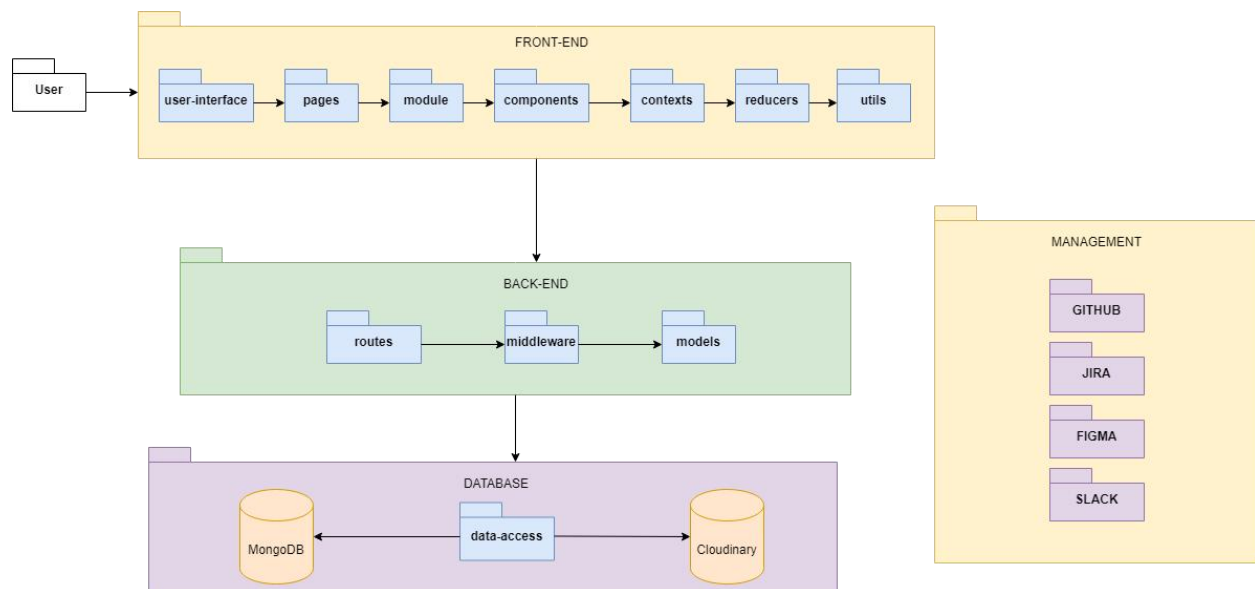 FRONT-END
User
user-interface
pages
module
components
contexts
reducers
utils
MANAGEMENT
GITHUB
JIRA
FIGMA
SLACK
BACK-END
routes
middleware
models
DATABASE
MongoDB
data-access
Cloudinary